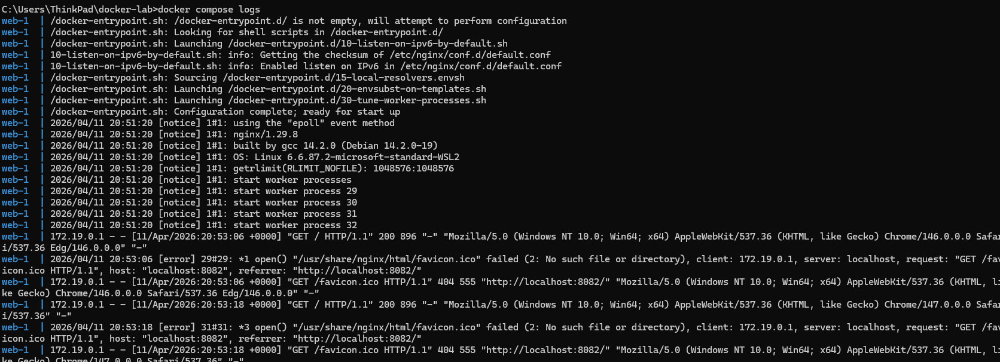 C:\Users\ThinkPad\docker-lab>docker compose logs
web-1  | /docker-entrypoint.sh: /docker-entrypoint.d/ is not empty, will attempt to perform configuration
web-1  | /docker-entrypoint.sh: Looking for shell scripts in /docker-entrypoint.d/
web-1  | /docker-entrypoint.sh: Launching /docker-entrypoint.d/10-listen-on-ipv6-by-default.sh
web-1  | 10-listen-on-ipv6-by-default.sh: info: Getting the checksum of /etc/nginx/conf.d/default.conf
web-1  | 10-listen-on-ipv6-by-default.sh: info: Enabled listen on IPv6 in /etc/nginx/conf.d/default.conf
web-1  | /docker-entrypoint.sh: Sourcing /docker-entrypoint.d/15-local-resolvers.envsh
web-1  | /docker-entrypoint.sh: Launching /docker-entrypoint.d/20-envsubst-on-templates.sh
web-1  | /docker-entrypoint.sh: Launching /docker-entrypoint.d/30-tune-worker-processes.sh
web-1  | /docker-entrypoint.sh: Configuration complete; ready for start up
web-1  | 2026/04/11 20:51:20 [notice] 1#1: using the "epoll" event method
web-1  | 2026/04/11 20:51:20 [notice] 1#1: nginx/1.29.8
web-1  | 2026/04/11 20:51:20 [notice] 1#1: built by gcc 14.2.0 (Debian 14.2.0-19)
web-1  | 2026/04/11 20:51:20 [notice] 1#1: OS: Linux 6.6.87.2-microsoft-standard-WSL2
web-1  | 2026/04/11 20:51:20 [notice] 1#1: getrlimit(RLIMIT_NOFILE): 1048576:1048576
web-1  | 2026/04/11 20:51:20 [notice] 1#1: start worker processes
web-1  | 2026/04/11 20:51:20 [notice] 1#1: start worker process 29
web-1  | 2026/04/11 20:51:20 [notice] 1#1: start worker process 30
web-1  | 2026/04/11 20:51:20 [notice] 1#1: start worker process 31
web-1  | 2026/04/11 20:51:20 [notice] 1#1: start worker process 32
web-1  | 172.19.0.1 - - [11/Apr/2026:20:53:06 +0000] "GET / HTTP/1.1" 200 896 "-" "Mozilla/5.0 (Windows NT 10.0; Win64; x64) AppleWebKit/537.36 (KHTML, like Gecko) Chrome/146.0.0.0 Safar
i/537.36 Edg/146.0.0.0" "-"
web-1  | 2026/04/11 20:53:06 [error] 29#29: *1 open() "/usr/share/nginx/html/favicon.ico" failed (2: No such file or directory), client: 172.19.0.1, server: localhost, request: "GET /fav
icon.ico HTTP/1.1", host: "localhost:8082", referrer: "http://localhost:8082/"
web-1  | 172.19.0.1 - - [11/Apr/2026:20:53:06 +0000] "GET /favicon.ico HTTP/1.1" 404 555 "http://localhost:8082/" "Mozilla/5.0 (Windows NT 10.0; Win64; x64) AppleWebKit/537.36 (KHTML, li
ke Gecko) Chrome/146.0.0.0 Safari/537.36 Edg/146.0.0.0" "-"
web-1  | 172.19.0.1 - - [11/Apr/2026:20:53:18 +0000] "GET / HTTP/1.1" 200 896 "-" "Mozilla/5.0 (Windows NT 10.0; Win64; x64) AppleWebKit/537.36 (KHTML, like Gecko) Chrome/147.0.0.0 Safar
i/537.36" "-"
web-1  | 2026/04/11 20:53:18 [error] 31#31: *3 open() "/usr/share/nginx/html/favicon.ico" failed (2: No such file or directory), client: 172.19.0.1, server: localhost, request: "GET /fav
icon.ico HTTP/1.1", host: "localhost:8082", referrer: "http://localhost:8082/"
web-1  | 172.19.0.1 - - [11/Apr/2026:20:53:18 +0000] "GET /favicon.ico HTTP/1.1" 404 555 "http://localhost:8082/" "Mozilla/5.0 (Windows NT 10.0; Win64; x64) AppleWebKit/537.36 (KHTML, li
ke Gecko) Chrome/147.0.0.0 Safari/537.36" "-"